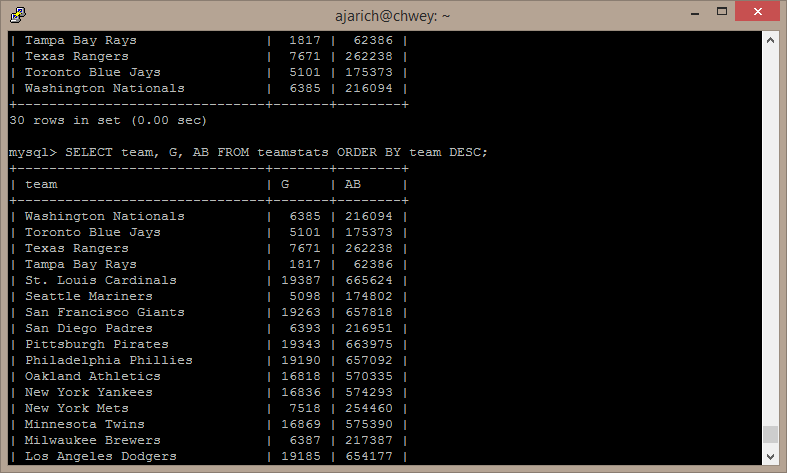 ajarich@chwey: ~
| Tampa Bay Rays                |  1817 |  62386 |
| Texas Rangers                 |  7671 | 262238 |
| Toronto Blue Jays             |  5101 | 175373 |
| Washington Nationals          |  6385 | 216094 |
+-------------------------------+-------+--------+
30 rows in set (0.00 sec)

mysql> SELECT team, G, AB FROM teamstats ORDER BY team DESC;
+-------------------------------+-------+--------+
| team                          | G     | AB     |
+-------------------------------+-------+--------+
| Washington Nationals          |  6385 | 216094 |
| Toronto Blue Jays             |  5101 | 175373 |
| Texas Rangers                 |  7671 | 262238 |
| Tampa Bay Rays                |  1817 |  62386 |
| St. Louis Cardinals           | 19387 | 665624 |
| Seattle Mariners              |  5098 | 174802 |
| San Francisco Giants          | 19263 | 657818 |
| San Diego Padres              |  6393 | 216951 |
| Pittsburgh Pirates            | 19343 | 663975 |
| Philadelphia Phillies         | 19190 | 657092 |
| Oakland Athletics             | 16818 | 570335 |
| New York Yankees              | 16836 | 574293 |
| New York Mets                 |  7518 | 254460 |
| Minnesota Twins               | 16869 | 575390 |
| Milwaukee Brewers             |  6387 | 217387 |
| Los Angeles Dodgers           | 19185 | 654177 |